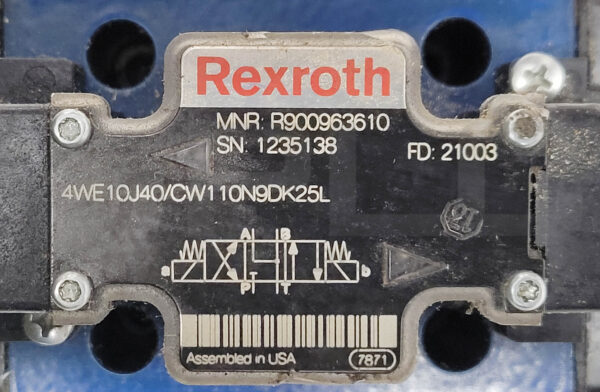 Rexroth
MNR: R900963610
SN: 1235138
FD: 21003
4WE10J40/CW110N9DK25L
A B
a b
P T
Assembled in USA
7871